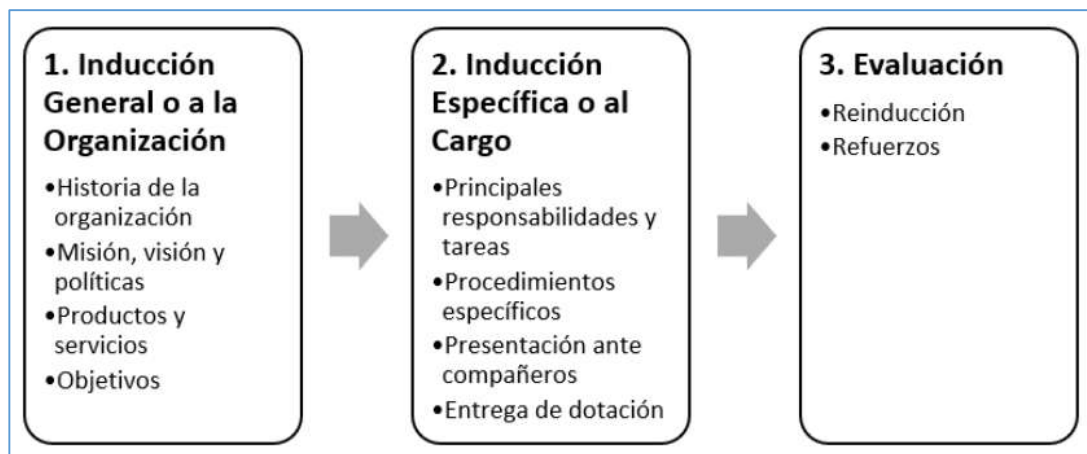 1. Inducción
General o a la
Organización
•Historia de la
organización
•Misión, visión y
políticas
•Productos y
servicios
•Objetivos
2. Inducción
Específica o al
Cargo
•Principales
responsabilidades y
tareas
•Procedimientos
específicos
•Presentación ante
compañeros
•Entrega de dotación
3. Evaluación
•Reinducción
•Refuerzos